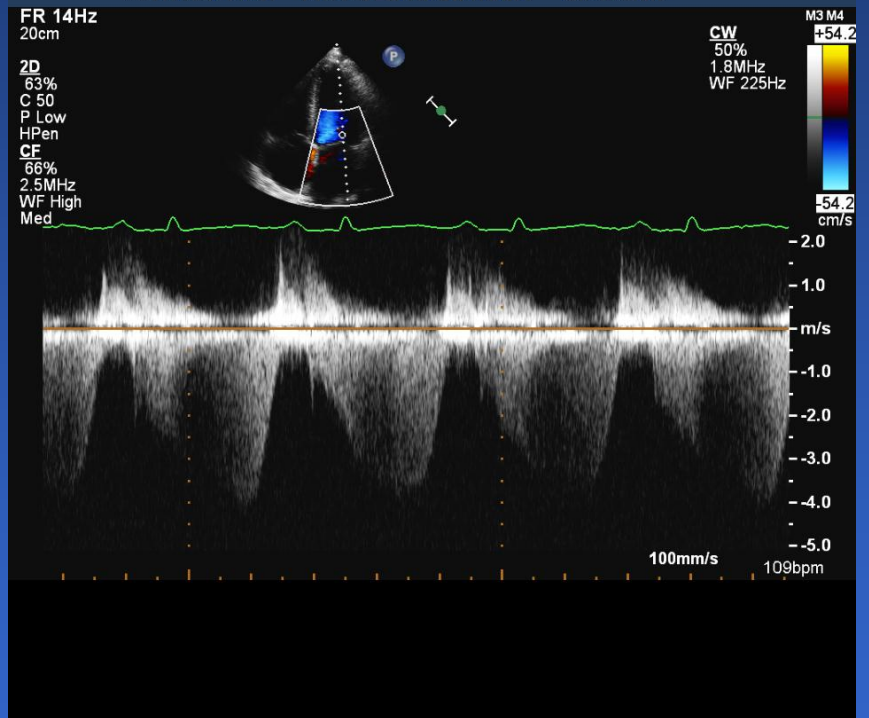 FR 14Hz
20cm
2D
63%
C 50
P Low
HPen
CF
66%
2.5MHz
WF High
Med
P
CW
50%
1.8MHz
WF 225Hz
M3 M4
+54.2
-54.2
cm/s
2.0
1.0
m/s
-1.0
-2.0
-3.0
-4.0
-5.0
100mm/s
109bpm